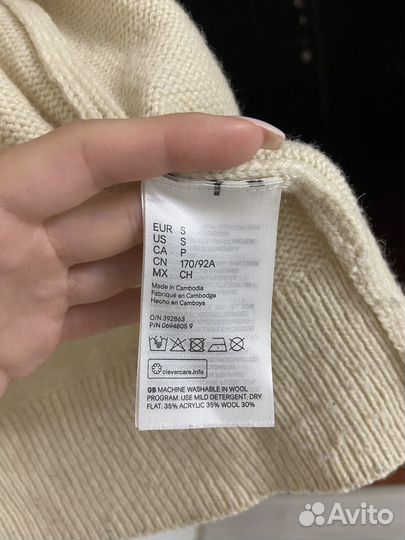 EUR S
US S
CA P
CN 170/92A
MX CH
Made in Cambodia
Fabriqué en Cambodge
Hecho en Camboya
O/N 392863
P/N 0694805 9
clevercare.info
GB MACHINE WASHABLE IN WOOL
PROGRAM. USE MILD DETERGENT. DRY
FLAT. 35% ACRYLIC 35% WOOL 30%
Avito